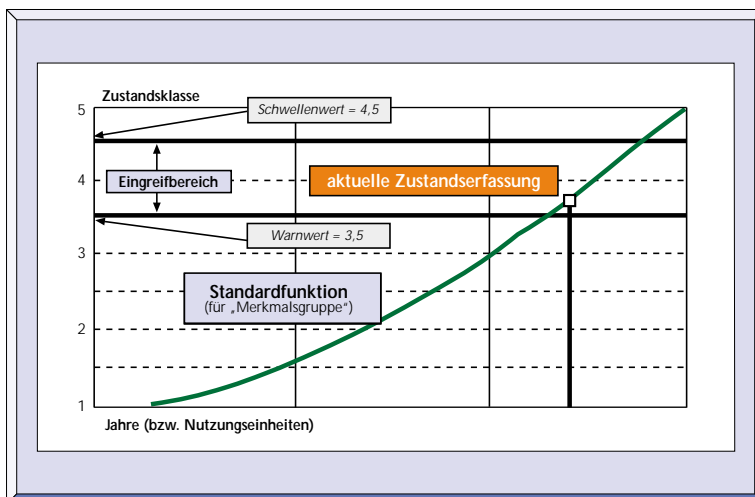 Zustandsklasse
5
Schwellenwert = 4,5
4
Eingreifbereich
aktuelle Zustandserfassung
3
Warnwert = 3,5
Standardfunktion
(für „Merkmalsgruppe“)
2
1
Jahre (bzw. Nutzungseinheiten)